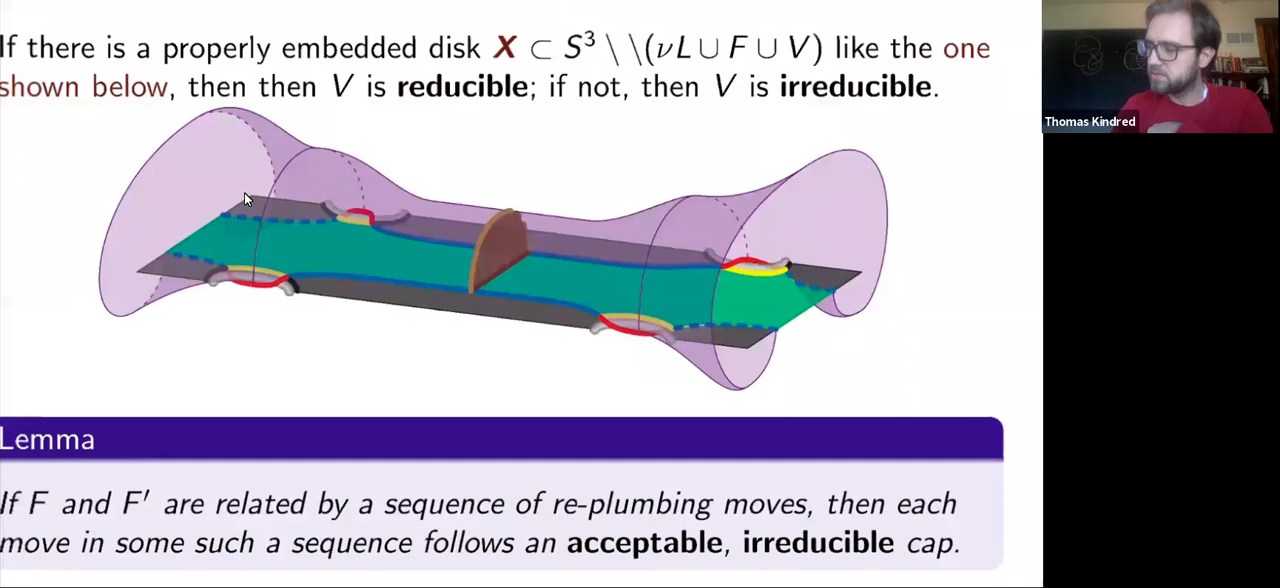 If there is a properly embedded disk X ⊂ S³ \ \(νL ∪ F ∪ V) like the one
shown below, then then V is reducible; if not, then V is irreducible.
Thomas Kindred
Lemma
If F and F′ are related by a sequence of re-plumbing moves, then each
move in some such a sequence follows an acceptable, irreducible cap.